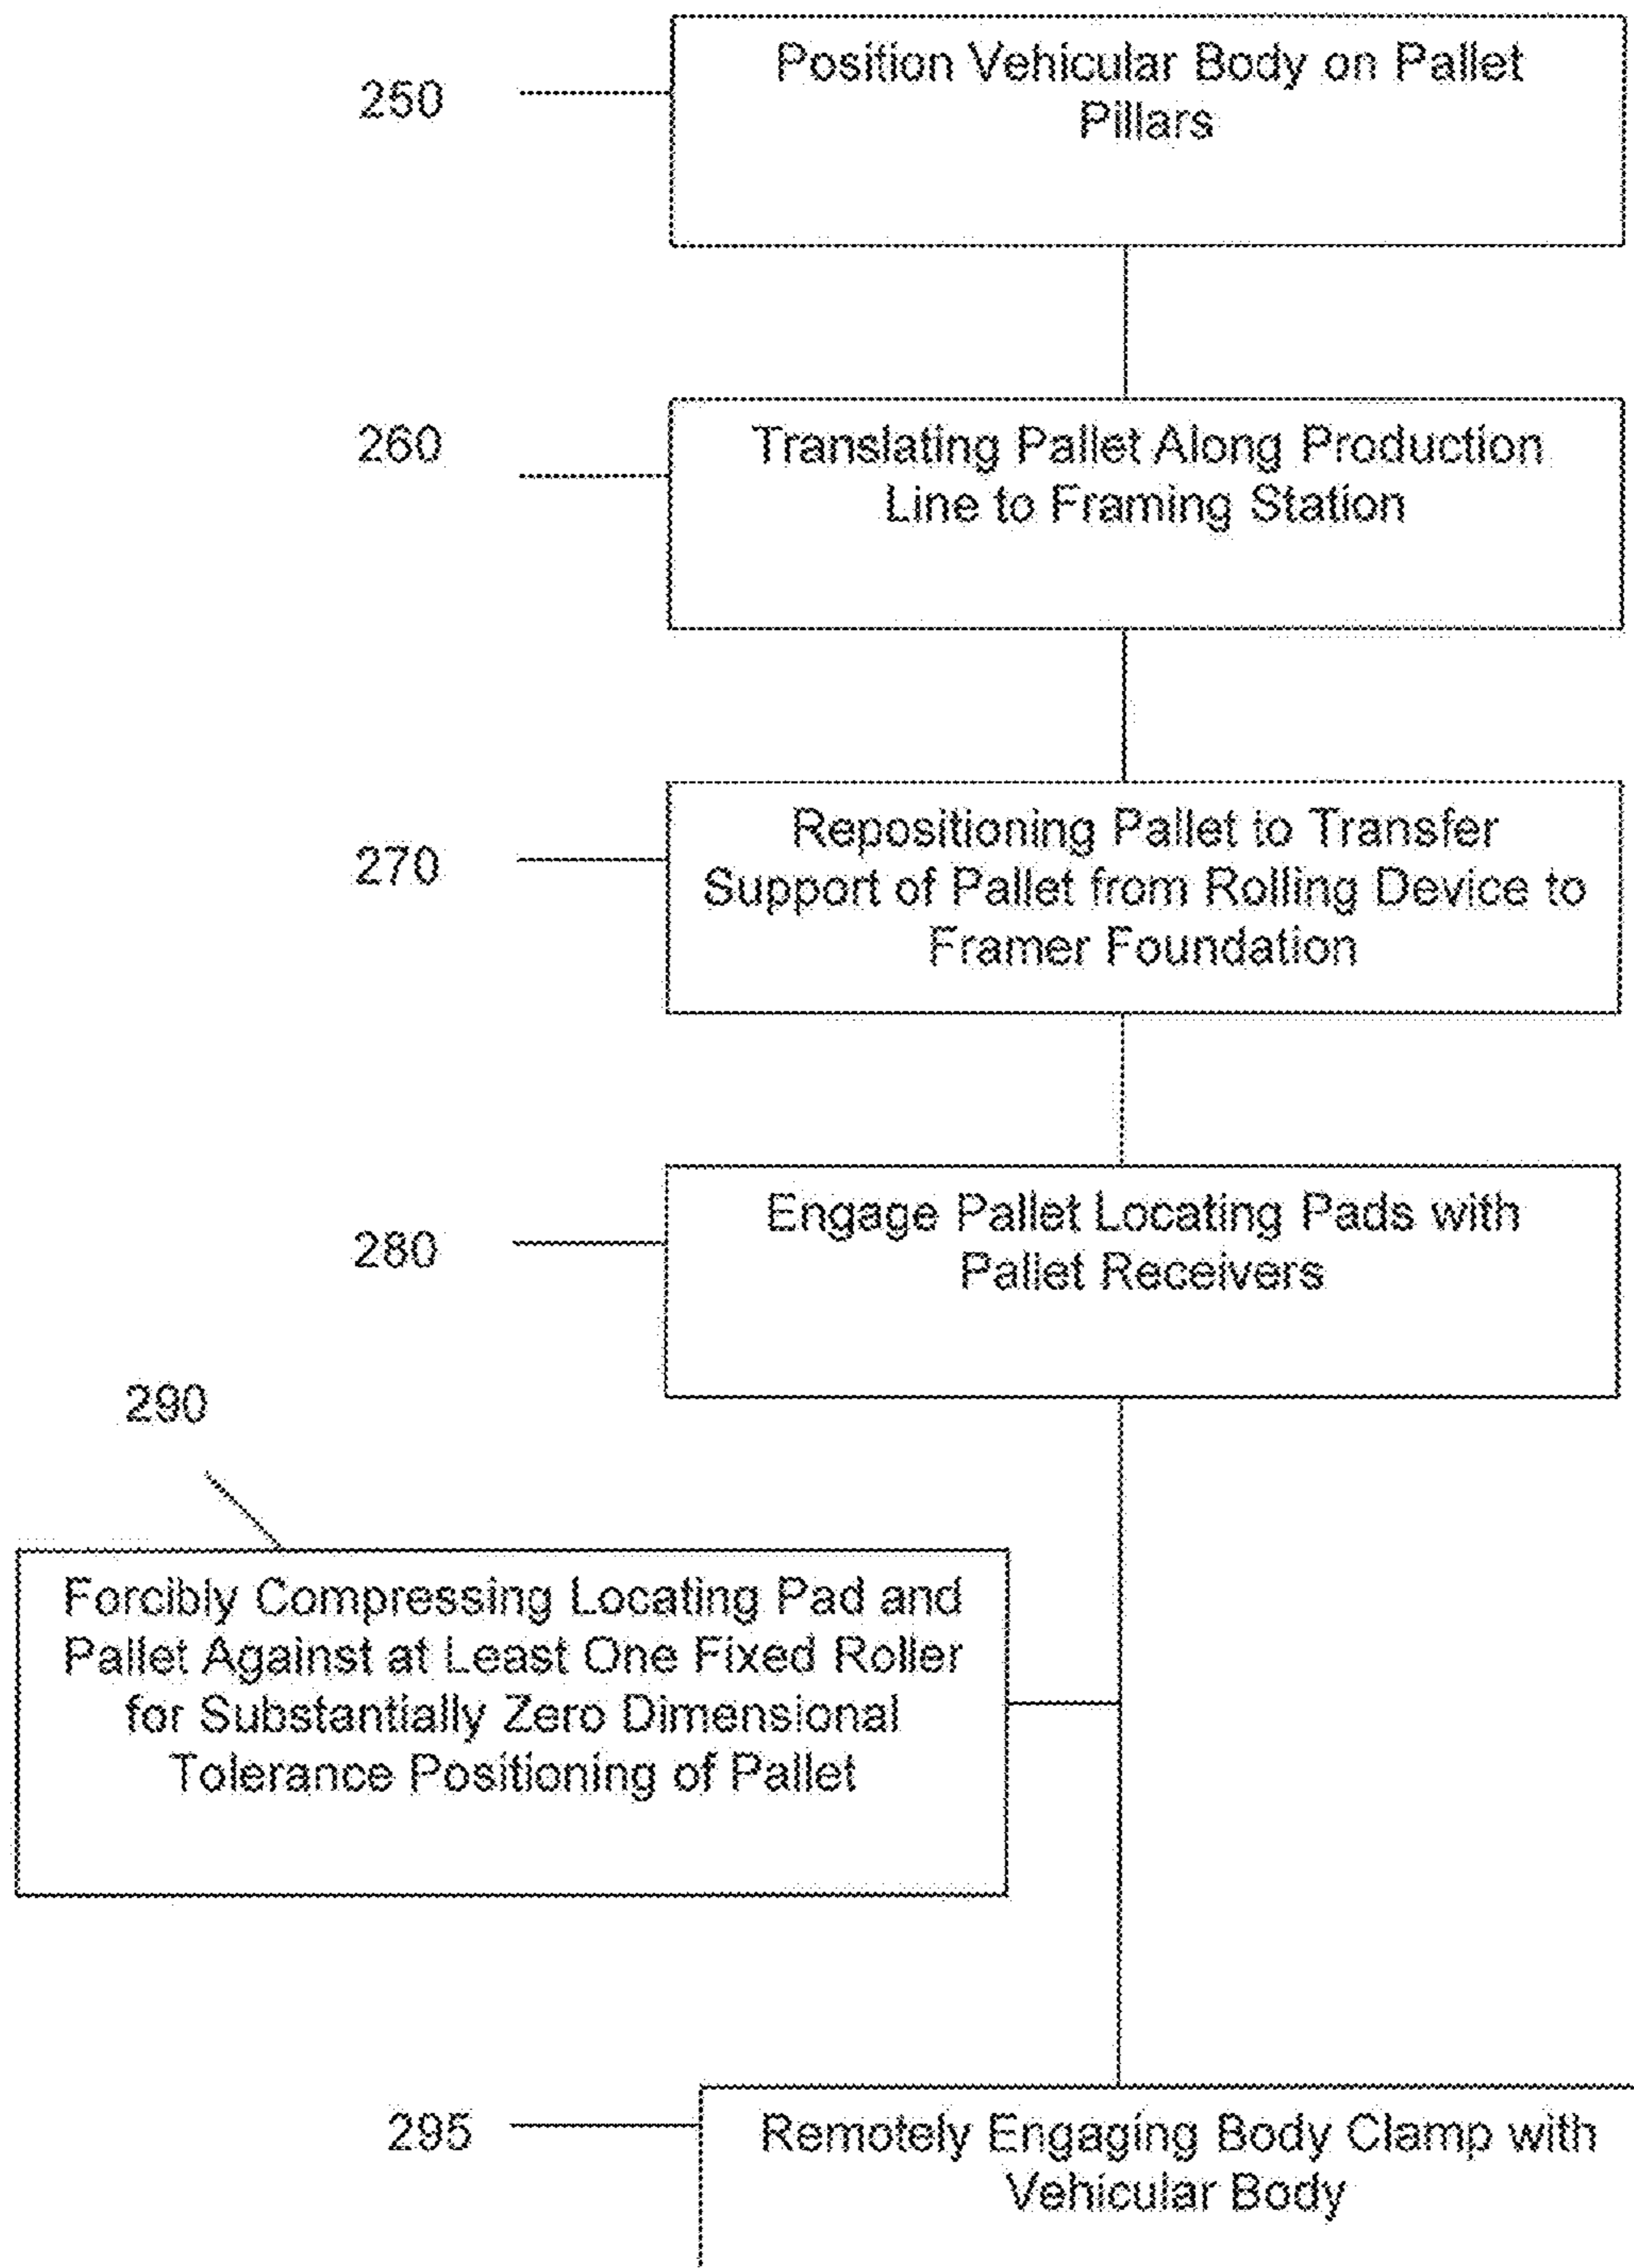 250
Position Vehicular Body on Pallet
Pillars
260
Translating Pallet Along Production
Line to Framing Station
270
Repositioning Pallet to Transfer
Support of Pallet from Rolling Device to
Framer Foundation
280
Engage Pallet Locating Pads with
Pallet Receivers
290
Forcibly Compressing Locating Pad and
Pallet Against at Least One Fixed Roller
for Substantially Zero Dimensional
Tolerance Positioning of Pallet
295
Remotely Engaging Body Clamp with
Vehicular Body